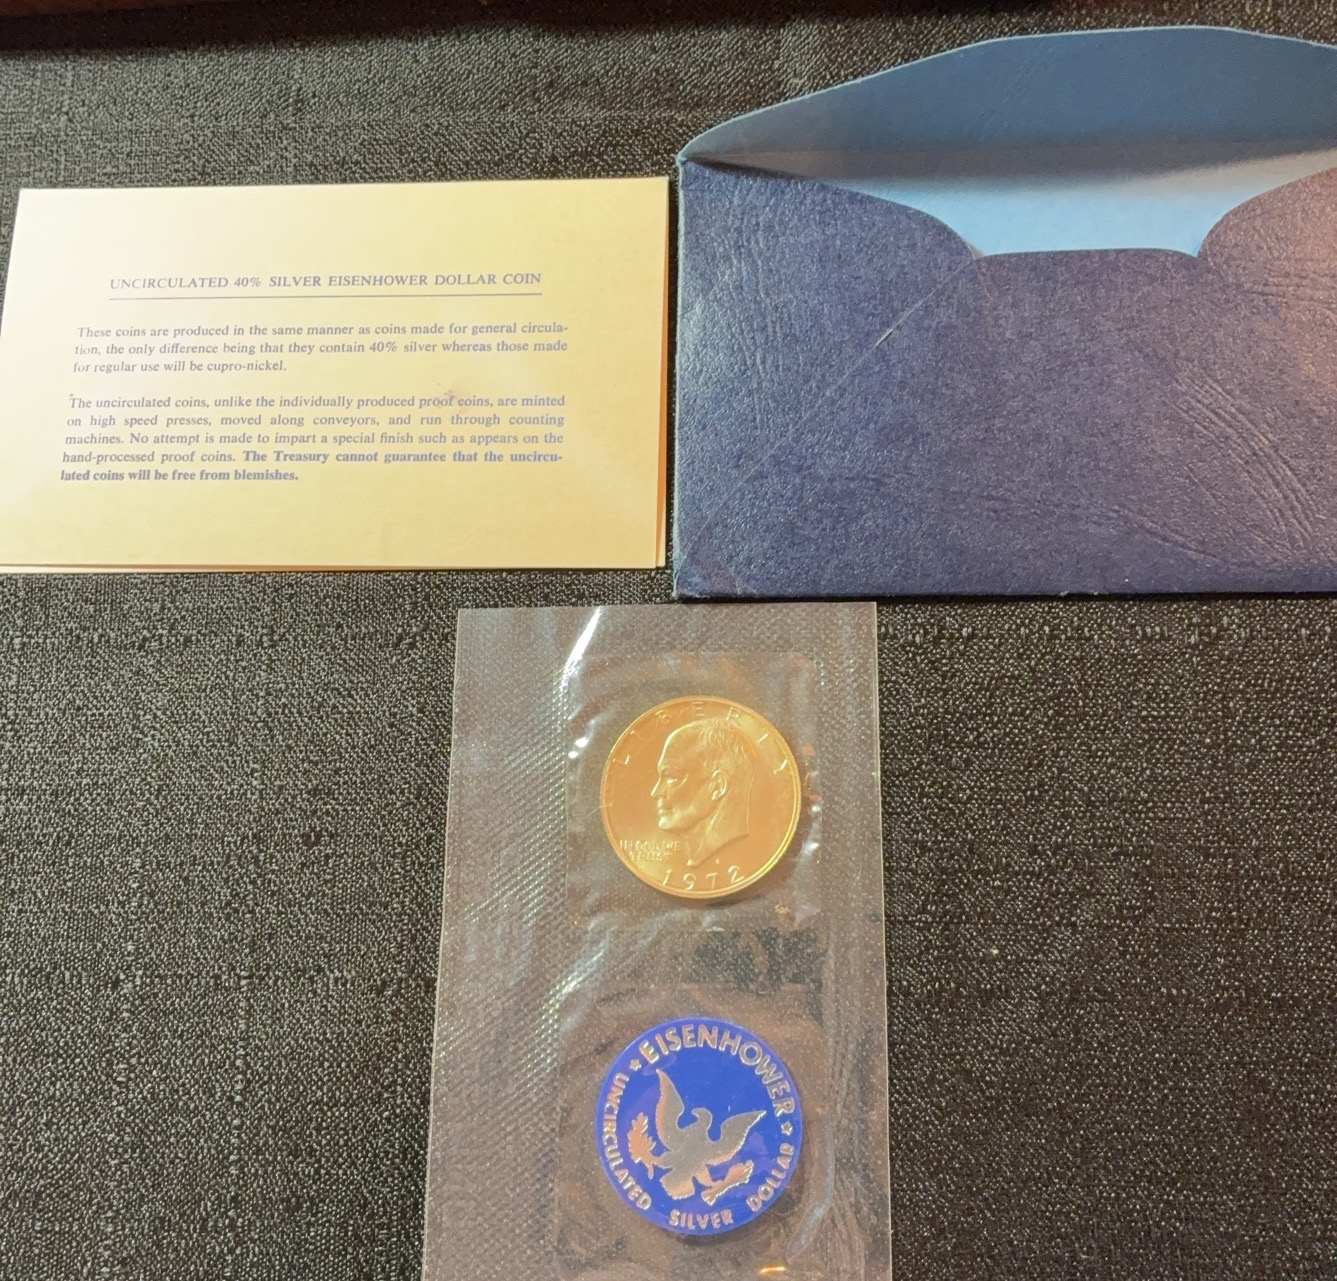 UNCIRCULATED 40% SILVER EISENHOWER DOLLAR COIN
These coins are produced in the same manner as coins made for general circula-
tion, the only difference being that they contain 40% silver whereas those made
for regular use will be cupro-nickel.
The uncirculated coins, unlike the individually produced proof coins, are minted
on high speed presses, moved along conveyors, and run through counting
machines. No attempt is made to impart a special finish such as appears on the
hand-processed proof coins. The Treasury cannot guarantee that the uncircu-
lated coins will be free from blemishes.
LIBERTY
IN GOD WE
TRUST
1972
★ EISENHOWER ★
UNCIRCULATED SILVER DOLLAR